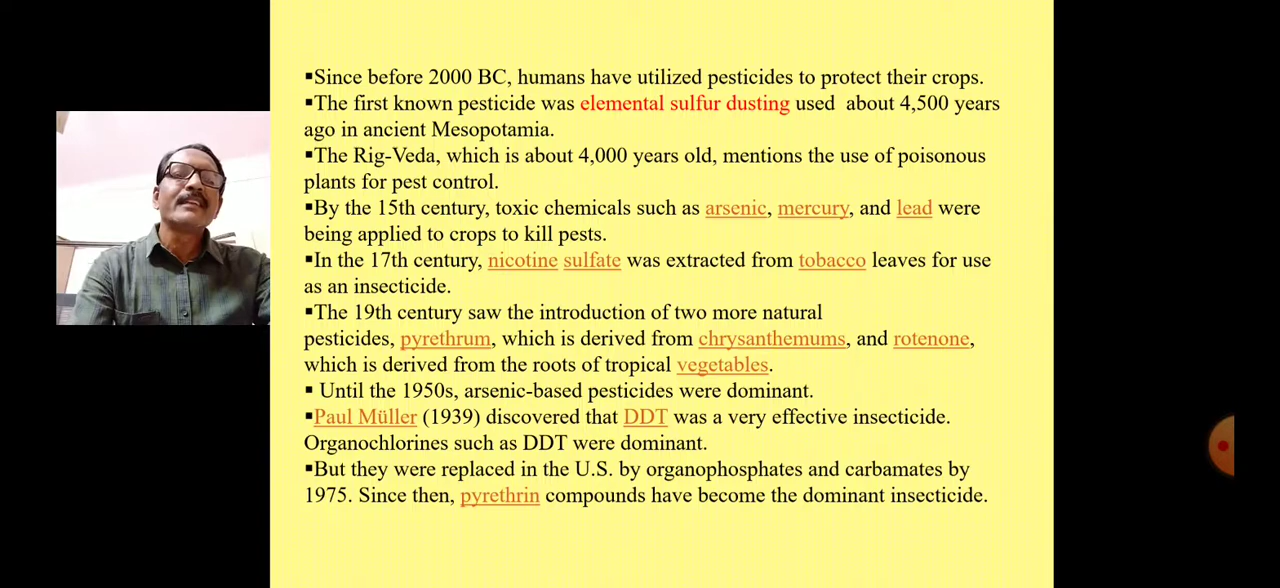 ▪Since before 2000 BC, humans have utilized pesticides to protect their crops.
▪The first known pesticide was elemental sulfur dusting used about 4,500 years
ago in ancient Mesopotamia.
▪The Rig-Veda, which is about 4,000 years old, mentions the use of poisonous
plants for pest control.
▪By the 15th century, toxic chemicals such as arsenic, mercury, and lead were
being applied to crops to kill pests.
▪In the 17th century, nicotine sulfate was extracted from tobacco leaves for use
as an insecticide.
▪The 19th century saw the introduction of two more natural
pesticides, pyrethrum, which is derived from chrysanthemums, and rotenone,
which is derived from the roots of tropical vegetables.
▪ Until the 1950s, arsenic-based pesticides were dominant.
▪Paul Müller (1939) discovered that DDT was a very effective insecticide.
Organochlorines such as DDT were dominant.
▪But they were replaced in the U.S. by organophosphates and carbamates by
1975. Since then, pyrethrin compounds have become the dominant insecticide.